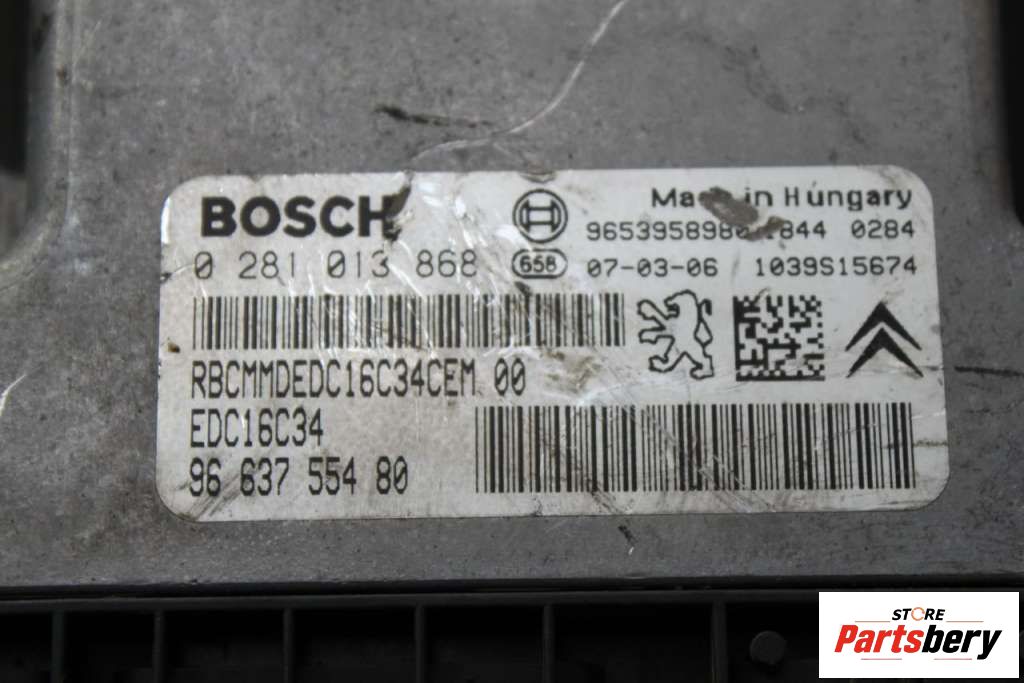 BOSCH
Made in Hungary
0284
0 281 013 868
658
07-03-06 1039S15674
RBCMMDEDC16C34CEM 00
EDC16C34
96 637 554 80
STORE
Partsbery